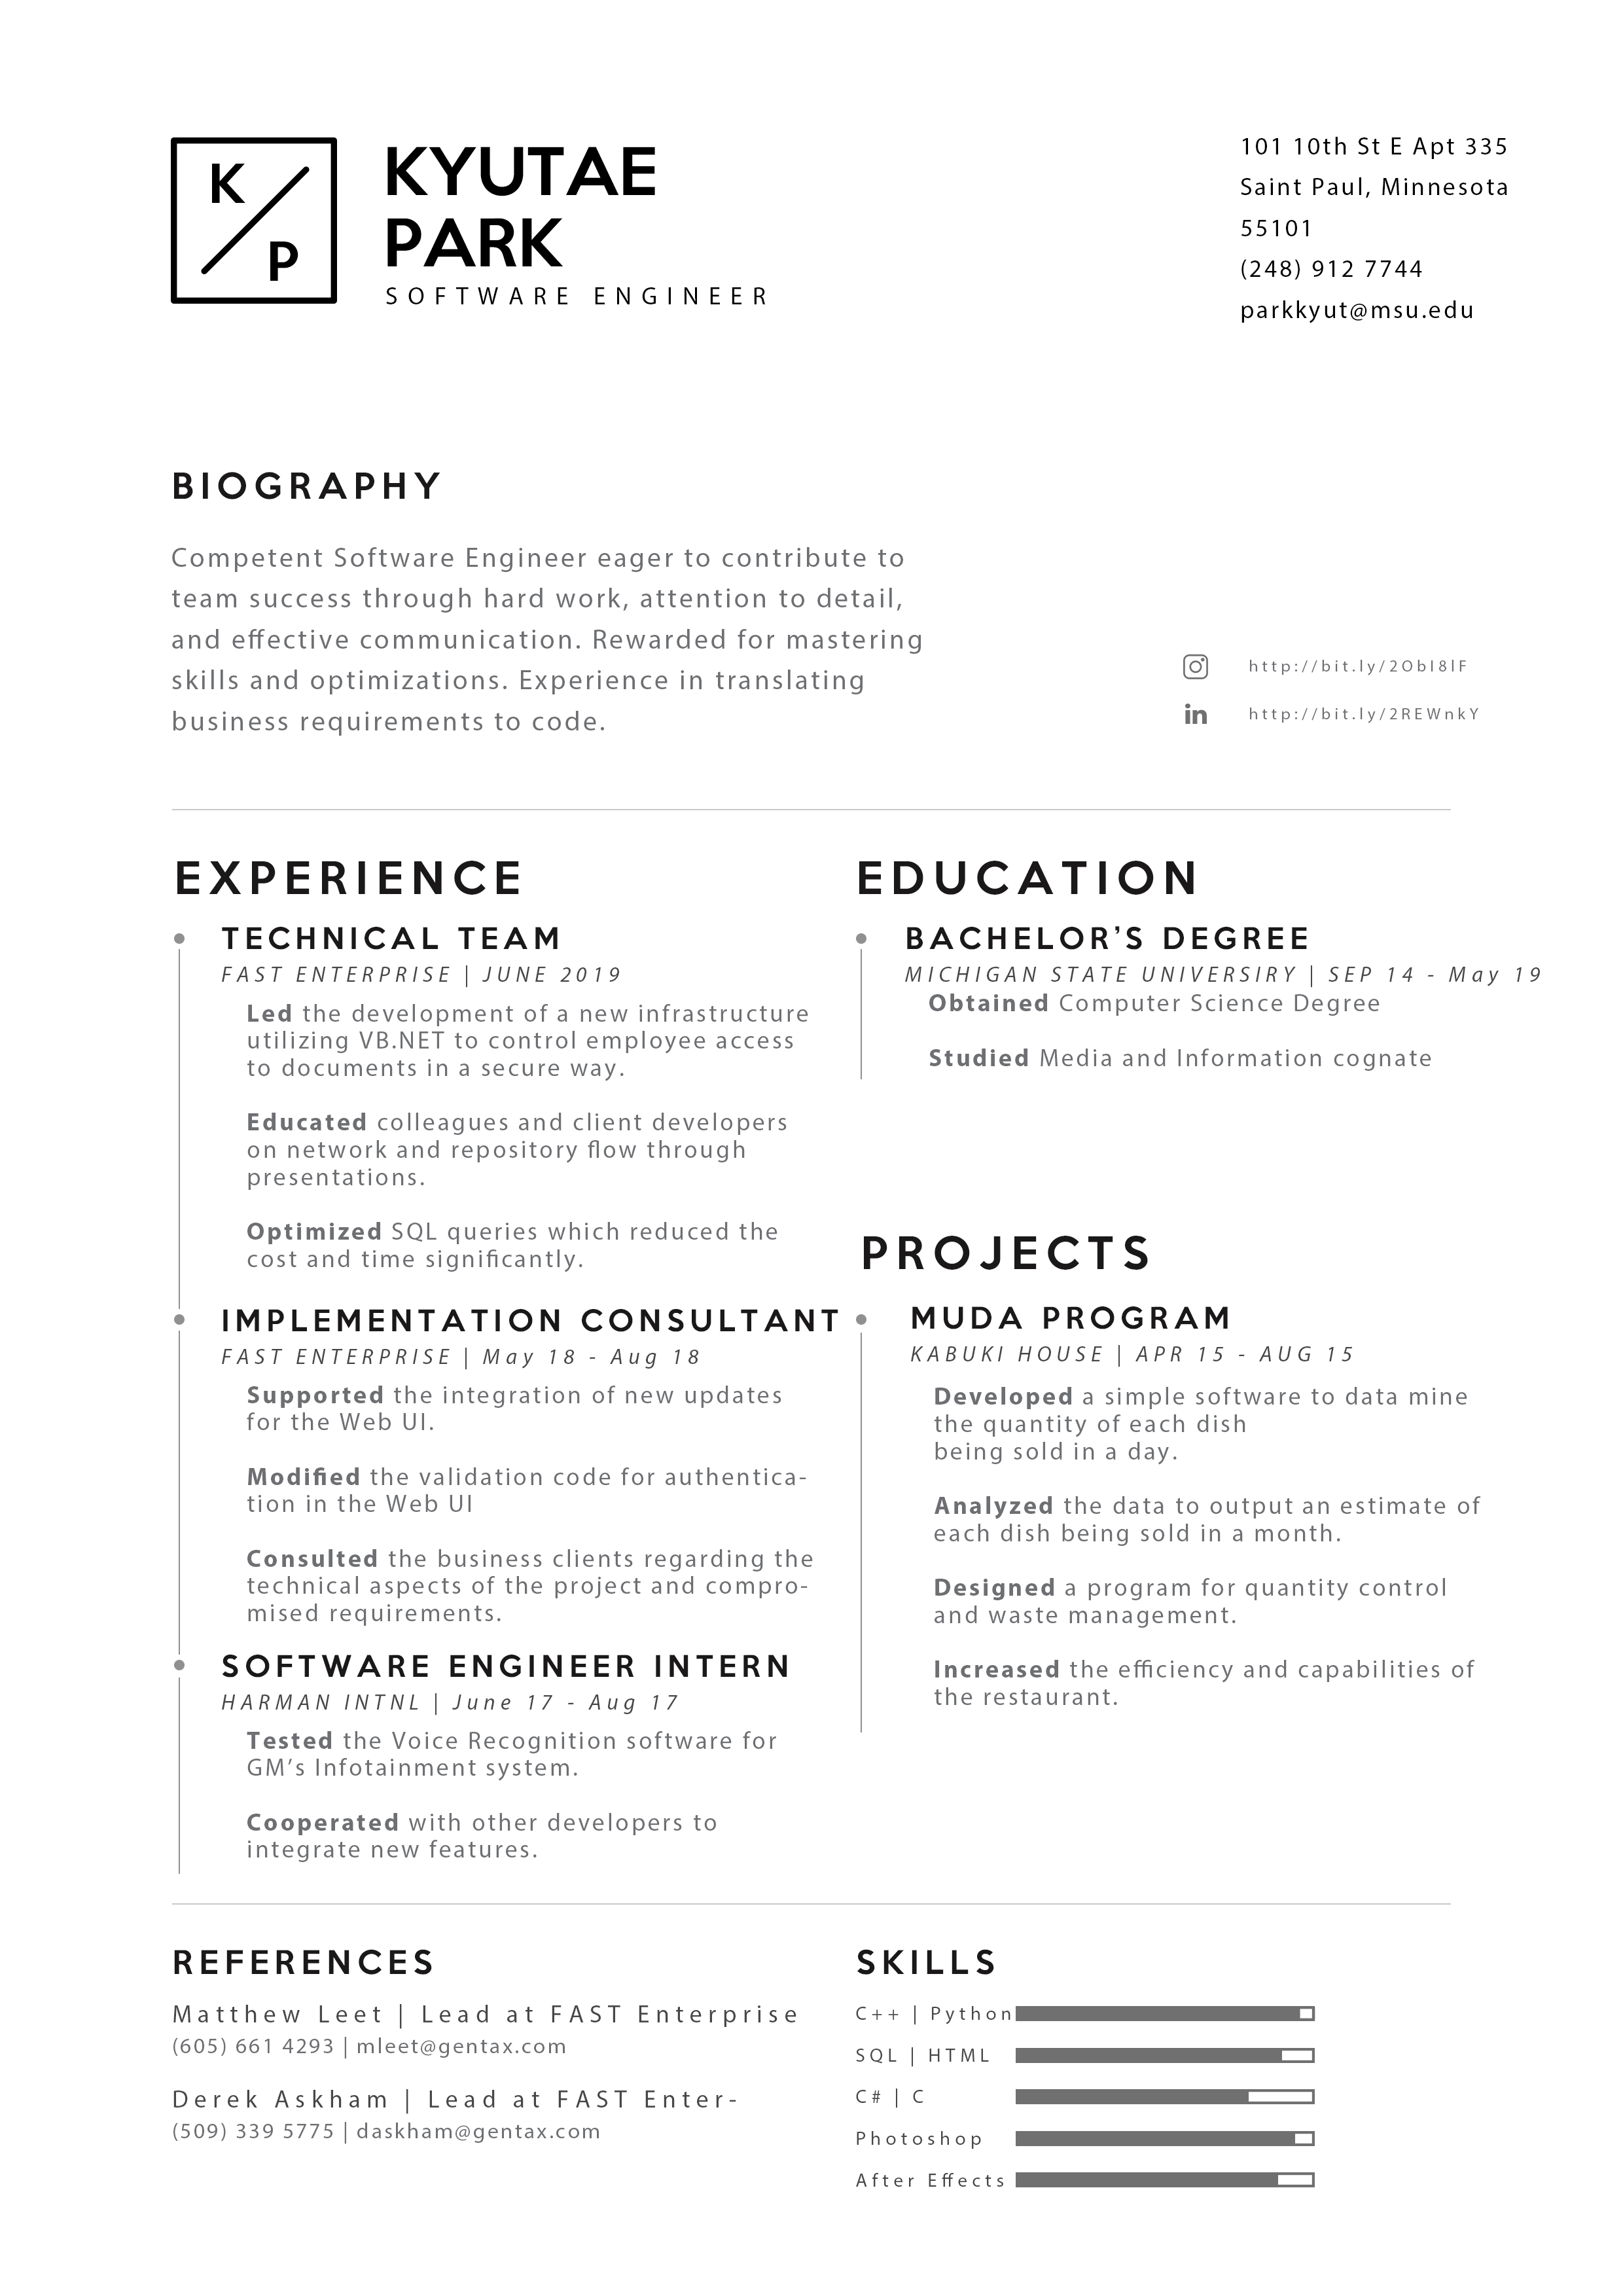 K
P
KYUTAE
PARK
SOFTWARE ENGINEER
101 10th St E Apt 335
Saint Paul, Minnesota
55101
(248) 912 7744
parkkyut@msu.edu
BIOGRAPHY
Competent Software Engineer eager to contribute to
team success through hard work, attention to detail,
and effective communication. Rewarded for mastering
skills and optimizations. Experience in translating
business requirements to code.
http://bit.ly/2ObI8lF
in http://bit.ly/2REWnkY
EXPERIENCE
TECHNICAL TEAM
FAST ENTERPRISE | JUNE 2019
Led the development of a new infrastructure
utilizing VB.NET to control employee access
to documents in a secure way.
Educated colleagues and client developers
on network and repository flow through
presentations.
Optimized SQL queries which reduced the
cost and time significantly.
IMPLEMENTATION CONSULTANT
FAST ENTERPRISE | May 18 - Aug 18
Supported the integration of new updates
for the Web UI.
Modified the validation code for authentica-
tion in the Web UI
Consulted the business clients regarding the
technical aspects of the project and compro-
mised requirements.
SOFTWARE ENGINEER INTERN
HARMAN INTNL | June 17 - Aug 17
Tested the Voice Recognition software for
GM’s Infotainment system.
Cooperated with other developers to
integrate new features.
EDUCATION
BACHELOR’S DEGREE
MICHIGAN STATE UNIVERSIRY | SEP 14 - May 19
Obtained Computer Science Degree
Studied Media and Information cognate
PROJECTS
MUDA PROGRAM
KABUKI HOUSE | APR 15 - AUG 15
Developed a simple software to data mine
the quantity of each dish
being sold in a day.
Analyzed the data to output an estimate of
each dish being sold in a month.
Designed a program for quantity control
and waste management.
Increased the efficiency and capabilities of
the restaurant.
REFERENCES
Matthew Leet | Lead at FAST Enterprise
(605) 661 4293 | mleet@gentax.com
Derek Askham | Lead at FAST Enter-
(509) 339 5775 | daskham@gentax.com
SKILLS
C++ | Python
SQL | HTML
C# | C
Photoshop
After Effects